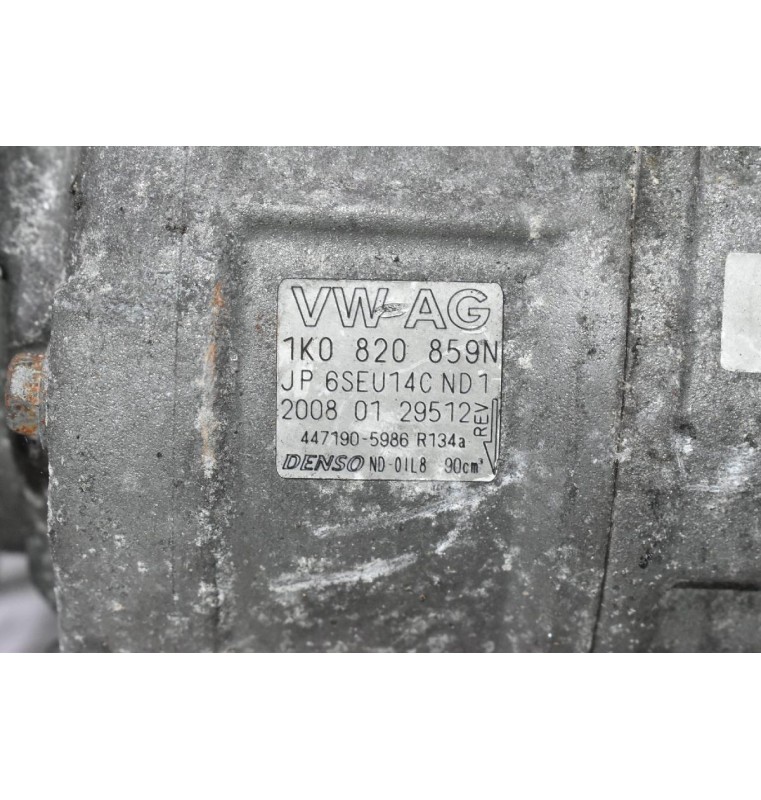 VW AG
1K0 820 859N
JP 6SEU14C ND1
2008 01 29512
REV
447190-5986 R134a
DENSO ND-OIL8 90cm³